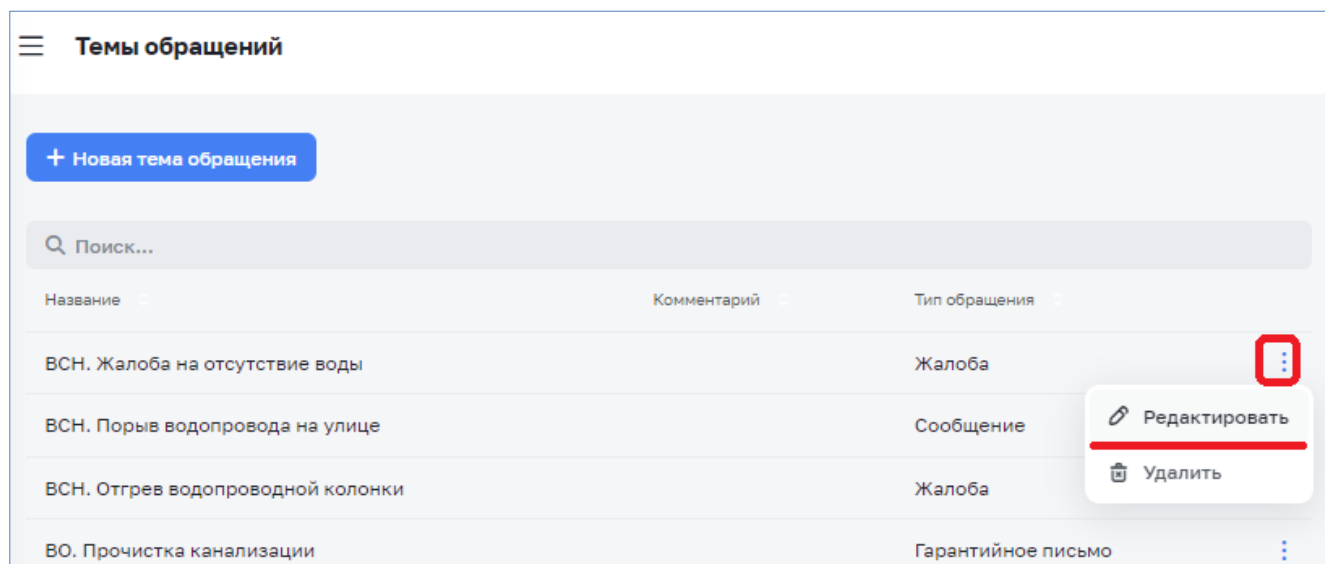 Темы обращений
+ Новая тема обращения
Поиск...
Название Комментарий Тип обращения
ВСН. Жалоба на отсутствие воды Жалоба
ВСН. Порыв водопровода на улице Сообщение Редактировать
ВСН. Отгрев водопроводной колонки Жалоба Удалить
ВО. Прочистка канализации Гарантийное письмо